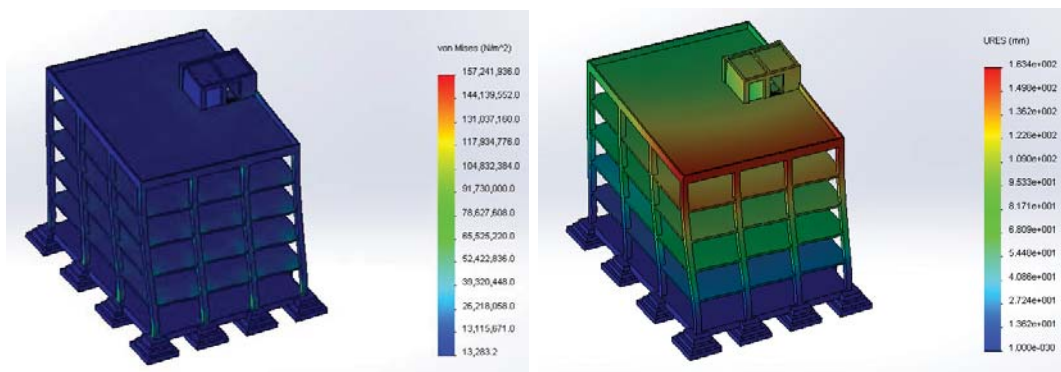 von Mises (N/m^2)
157,241,936.0
144,139,552.0
131,037,160.0
117,934,776.0
104,832,384.0
91,730,000.0
78,627,608.0
65,525,220.0
52,422,836.0
39,320,448.0
26,218,058.0
13,115,671.0
13,283.2
URES (mm)
1.634e+002
1.498e+002
1.362e+002
1.226e+002
1.090e+002
9.533e+001
8.171e+001
6.809e+001
5.448e+001
4.086e+001
2.724e+001
1.362e+001
1.000e-030